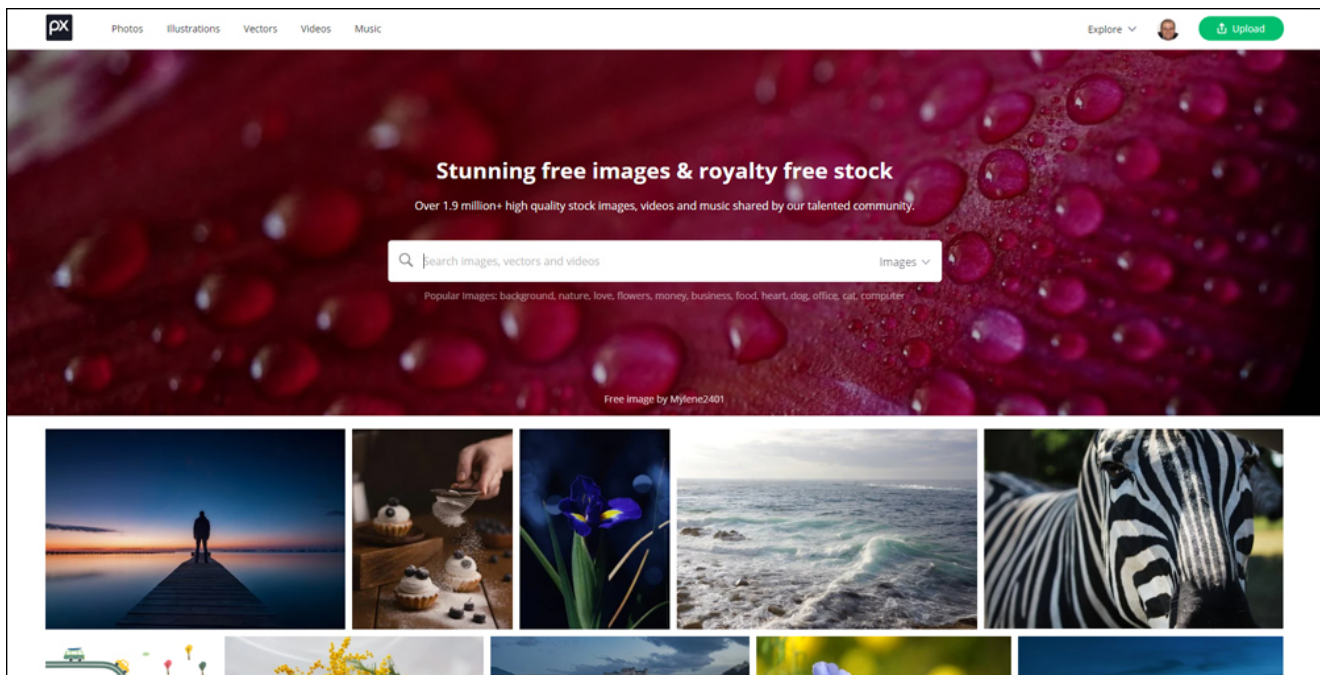 px
Photos Illustrations Vectors Videos Music Explore Upload
Stunning free images & royalty free stock
Over 1.9 million+ high quality stock images, videos and music shared by our talented community.
Search images, vectors and videos Images
Popular Images: background, nature, love, flowers, money, business, food, heart, dog, office, cat, computer
Free image by Mylene2401